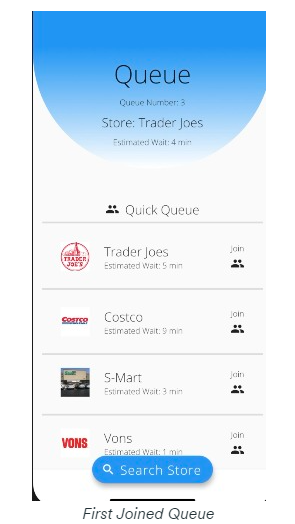 Queue
Queue Number: 3
Store: Trader Joes
Estimated Wait: 4 min
Quick Queue
TRADER JOE'S
Trader Joes
Estimated Wait: 5 min
Join
COSTCO
WHOLESALE
Costco
Estimated Wait: 9 min
Join
S-Mart
Estimated Wait: 3 min
Join
VONS
Vons
Estimated Wait: 1 min
Join
Search Store
First Joined Queue